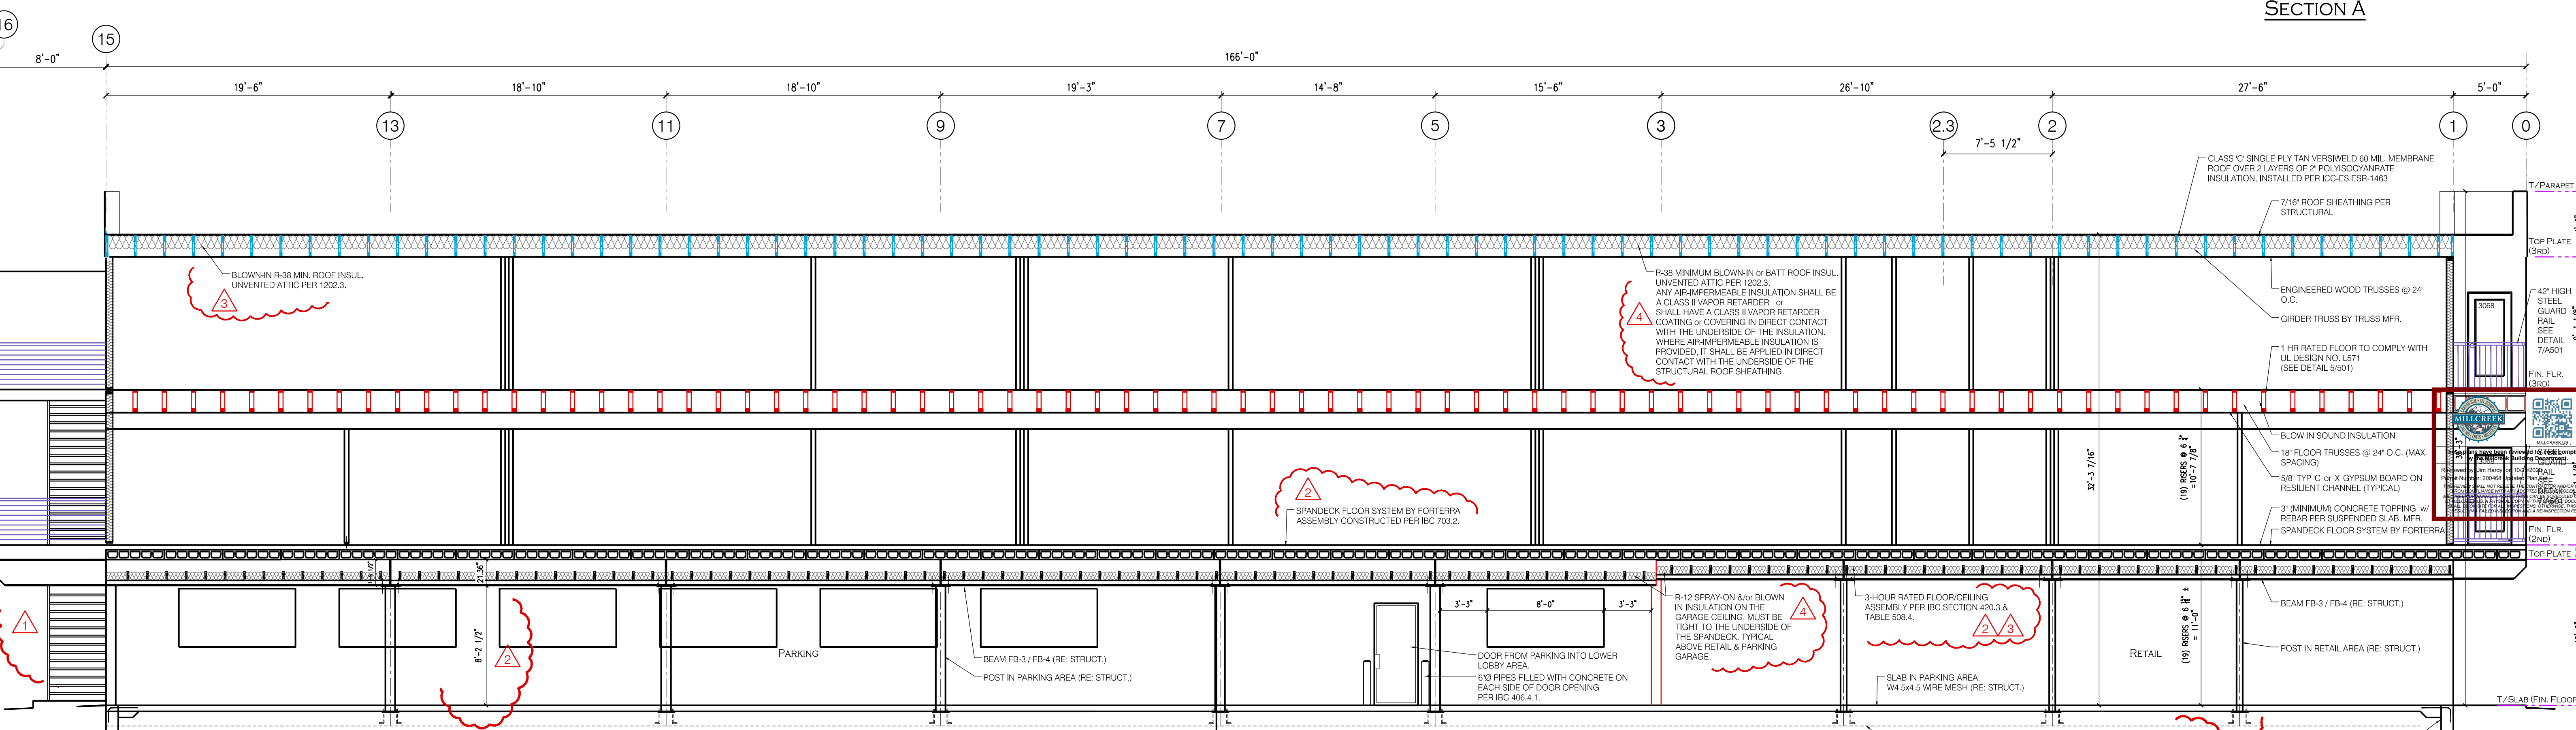 SECTION A
16
15
8'-0"
166'-0"
19'-6"
18'-10"
18'-10"
19'-3"
14'-8"
15'-6"
26'-10"
27'-6"
5'-0"
13
11
9
7
5
3
2.3
2
1
0
7'-5 1/2"
CLASS 'C' SINGLE PLY TAN VERSIWELD 60 MIL. MEMBRANE
ROOF OVER 2 LAYERS OF 2" POLYISOCYANRATE
INSULATION. INSTALLED PER ICC-ES ESR-1463
T/PARAPET
7/16" ROOF SHEATHING PER
STRUCTURAL
TOP PLATE
(3RD)
BLOWN-IN R-38 MIN. ROOF INSUL.
UNVENTED ATTIC PER 1202.3.
3
R-38 MINIMUM BLOWN-IN or BATT ROOF INSUL.
UNVENTED ATTIC PER 1202.3.
ANY AIR-IMPERMEABLE INSULATION SHALL BE
A CLASS II VAPOR RETARDER or
SHALL HAVE A CLASS II VAPOR RETARDER
COATING or COVERING IN DIRECT CONTACT
WITH THE UNDERSIDE OF THE INSULATION.
WHERE AIR-IMPERMEABLE INSULATION IS
PROVIDED, IT SHALL BE APPLIED IN DIRECT
CONTACT WITH THE UNDERSIDE OF THE
STRUCTURAL ROOF SHEATHING.
4
ENGINEERED WOOD TRUSSES @ 24"
O.C.
GIRDER TRUSS BY TRUSS MFR.
1 HR RATED FLOOR TO COMPLY WITH
UL DESIGN NO. L571
(SEE DETAIL 5/501)
3068
42" HIGH
STEEL
GUARD
RAIL
SEE
DETAIL
7/A501
FIN. FLR.
(3RD)
MILLCREEK
MILLCREEK.US
BLOW IN SOUND INSULATION
18" FLOOR TRUSSES @ 24" O.C. (MAX.
SPACING)
5/8" TYP 'C' or 'X' GYPSUM BOARD ON
RESILIENT CHANNEL (TYPICAL)
3" (MINIMUM) CONCRETE TOPPING w/
REBAR PER SUSPENDED SLAB. MFR.
SPANDECK FLOOR SYSTEM BY FORTERRA
32'-3 7/16"
(19) RISERS @ 6
=10'-7 7/8"
FIN. FLR.
(2ND)
TOP PLATE
2
SPANDECK FLOOR SYSTEM BY FORTERRA
ASSEMBLY CONSTRUCTED PER IBC 703.2.
21.36"
8'-2 1/2"
1
2
PARKING
BEAM FB-3 / FB-4 (RE: STRUCT.)
POST IN PARKING AREA (RE: STRUCT.)
3'-3"
8'-0"
3'-3"
DOOR FROM PARKING INTO LOWER
LOBBY AREA.
6"Ø PIPES FILLED WITH CONCRETE ON
EACH SIDE OF DOOR OPENING
PER IBC 406.4.1.
R-12 SPRAY-ON &/or BLOWN
IN INSULATION ON THE
GARAGE CEILING, MUST BE
TIGHT TO THE UNDERSIDE OF
THE SPANDECK. TYPICAL
ABOVE RETAIL & PARKING
GARAGE.
4
3-HOUR RATED FLOOR/CEILING
ASSEMBLY PER IBC SECTION 420.3 &
TABLE 508.4.
2 3
SLAB IN PARKING AREA.
W4.5x4.5 WIRE MESH (RE: STRUCT.)
RETAIL
(19) RISERS @ 6
= 11'-0"
BEAM FB-3 / FB-4 (RE: STRUCT.)
POST IN RETAIL AREA (RE: STRUCT.)
T/SLAB (FIN. FLOOR